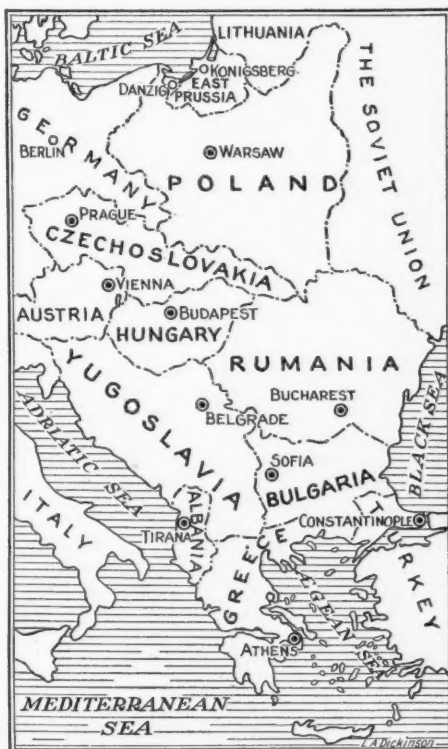 BALTIC SEA
LITHUANIA
KONIGSBERG
DANZIG
EAST
PRUSSIA
THE SOVIET UNION
GERMANY
BERLIN
WARSAW
POLAND
PRAGUE
CZECHOSLOVAKIA
VIENNA
AUSTRIA
BUDAPEST
HUNGARY
RUMANIA
YUGOSLAVIA
BUCHAREST
BELGRADE
BLACK SEA
ADRIATIC SEA
SOFIA
BULGARIA
ITALY
ALBANIA
TIRANA
CONSTANTINOPLE
GREECE
TURKEY
ÆGEAN SEA
ATHENS
MEDITERRANEAN
SEA
L.A. Dickinson